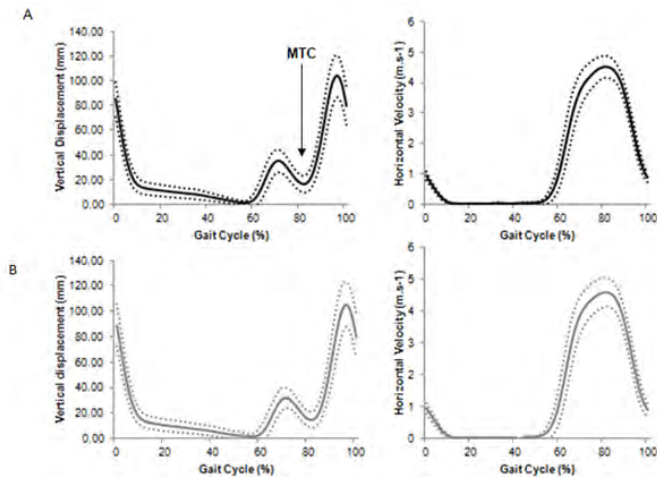 A
MTC
Vertical Displacement (mm)
140.00
120.00
100.00
80.00
60.00
40.00
20.00
0.00
0 20 40 60 80 100
Gait Cycle (%)
Horizontal Velocity (m.s-1)
6
5
4
3
2
1
0
0 20 40 60 80 100
Gait Cycle (%)
B
Vertical displacement (mm)
140.00
120.00
100.00
80.00
60.00
40.00
20.00
0.00
0 20 40 60 80 100
Gait Cycle (%)
Horizontal Velocity (m.s-1)
6
5
4
3
2
1
0
0 20 40 60 80 100
Gait Cycle (%)